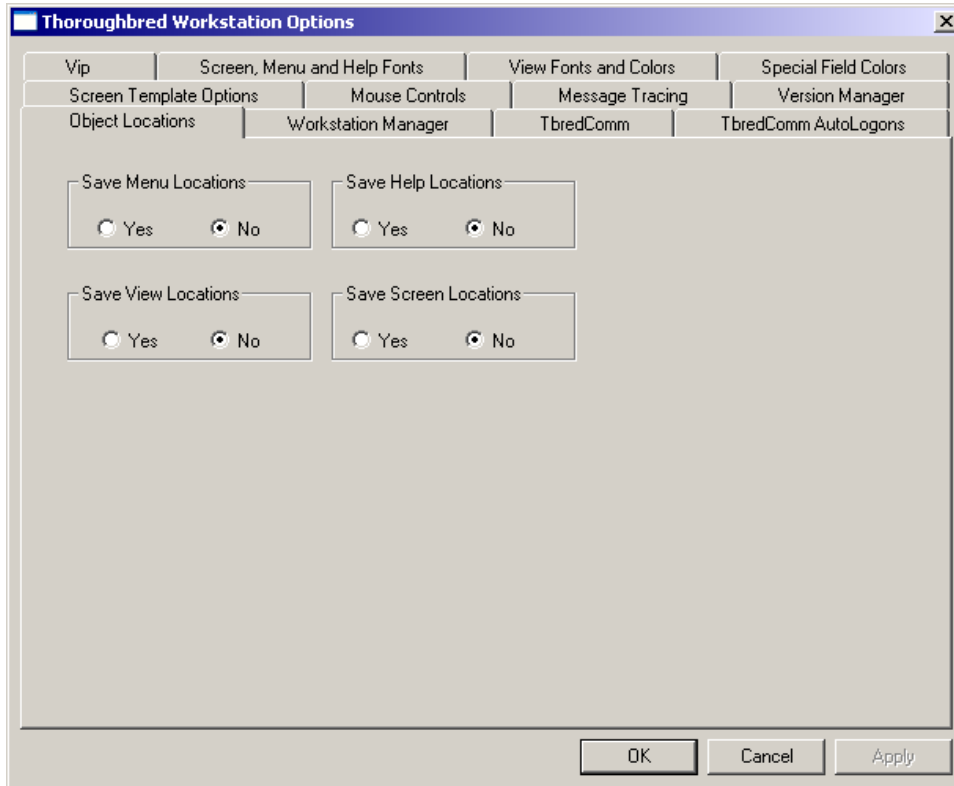 Thoroughbred Workstation Options
Vip Screen, Menu and Help Fonts View Fonts and Colors Special Field Colors
Screen Template Options Mouse Controls Message Tracing Version Manager
Object Locations Workstation Manager TbredComm TbredComm AutoLogons
Save Menu Locations Save Help Locations
Yes No Yes No
Save View Locations Save Screen Locations
Yes No Yes No
OK Cancel Apply